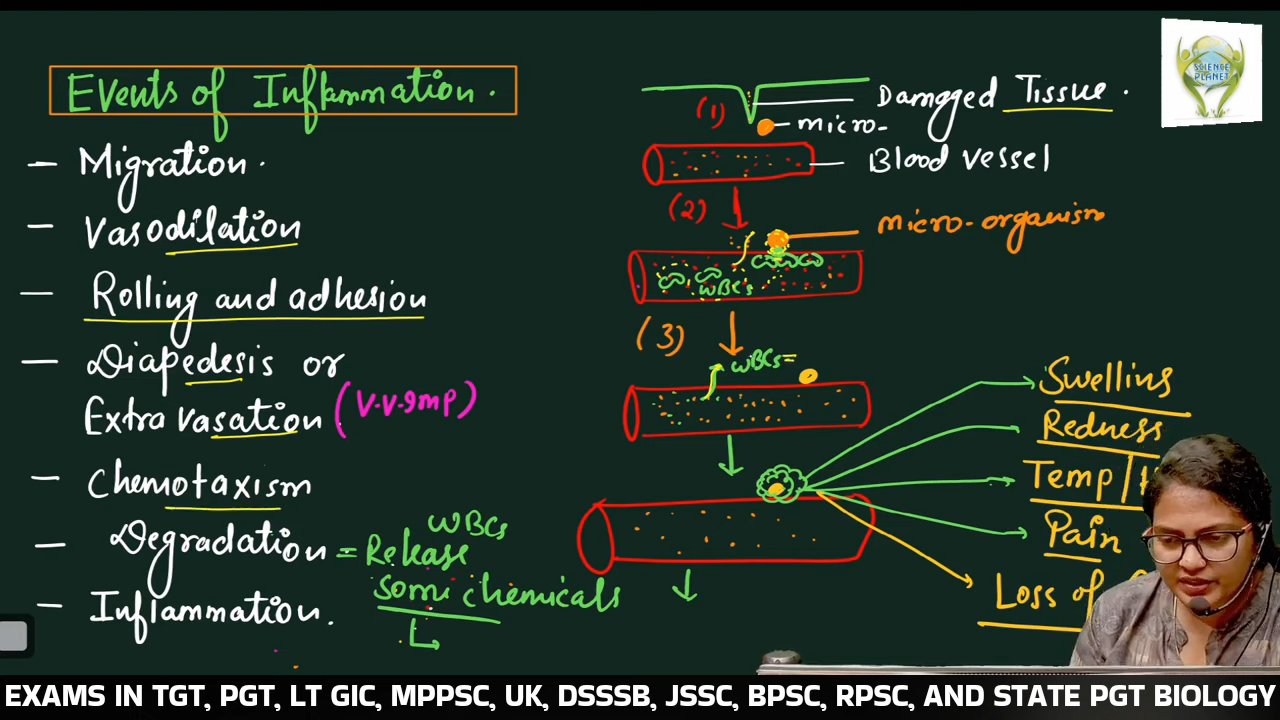 Events of Inflammation.
- Migration.
- Vasodilation
- Rolling and adhesion
- Diapedesis or
Extra vasation (V.V.Imp)
- Chemotaxism
- Degradation = Release WBCs
Some chemicals
- Inflammation.
(1)
Damaged Tissue.
micro-
Blood vessel
(2)
micro-organism
WBCs
(3)
WBCs =
Swelling
Redness
Temp/
Pain
Loss of
SCIENCE
PLANET
EXAMS IN TGT, PGT, LT GIC, MPPSC, UK, DSSSB, JSSC, BPSC, RPSC, AND STATE PGT BIOLOGY